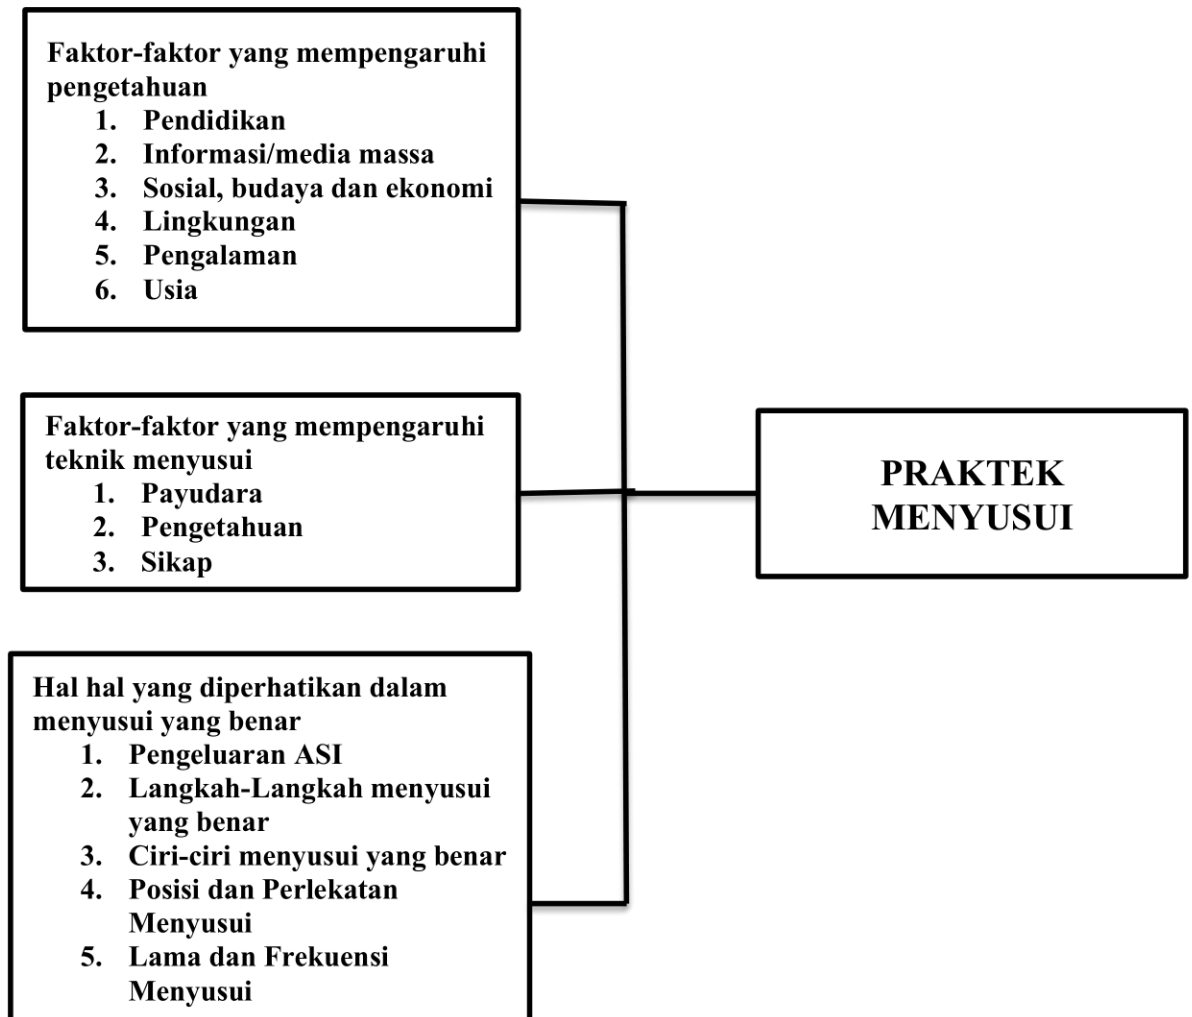 Faktor-faktor yang mempengaruhi
pengetahuan
1. Pendidikan
2. Informasi/media massa
3. Sosial, budaya dan ekonomi
4. Lingkungan
5. Pengalaman
6. Usia
Faktor-faktor yang mempengaruhi
teknik menyusui
1. Payudara
2. Pengetahuan
3. Sikap
Hal hal yang diperhatikan dalam
menyusui yang benar
1. Pengeluaran ASI
2. Langkah-Langkah menyusui
yang benar
3. Ciri-ciri menyusui yang benar
4. Posisi dan Perlekatan
Menyusui
5. Lama dan Frekuensi
Menyusui
PRAKTEK
MENYUSUI